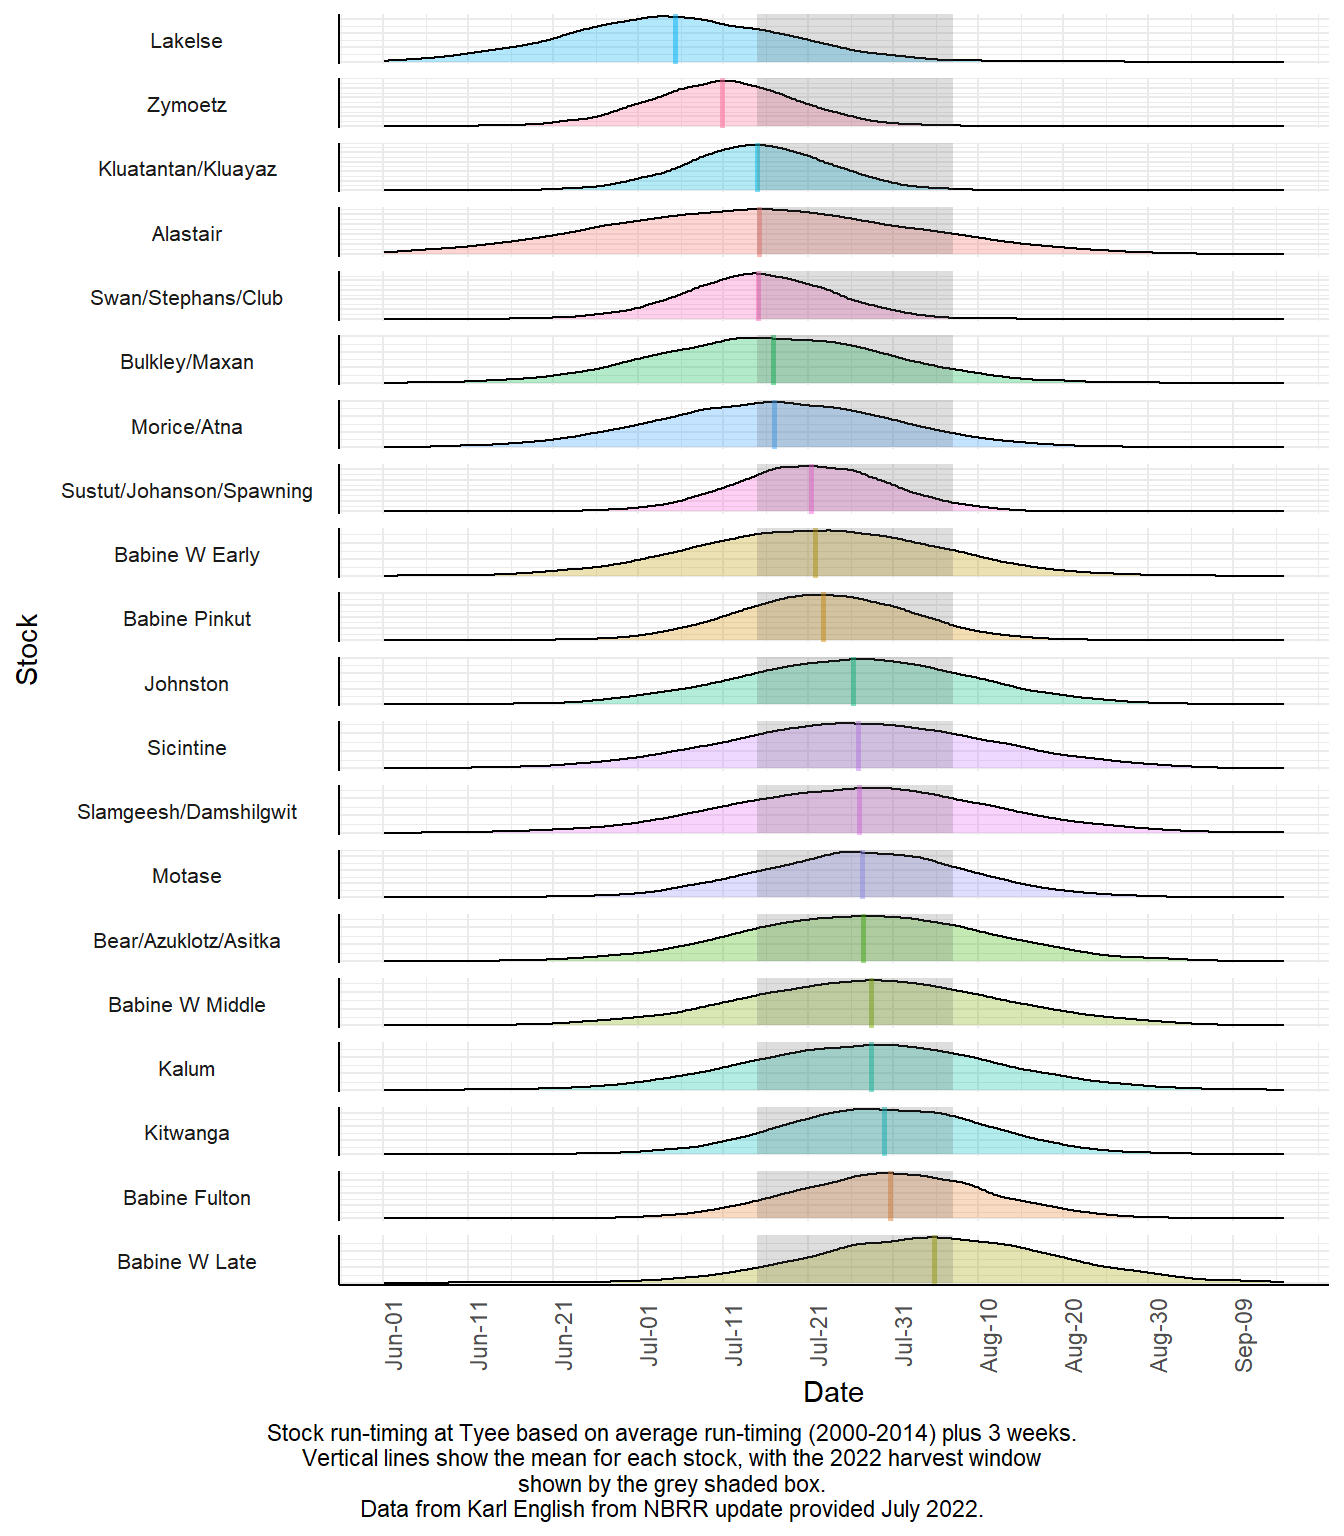 Lakelse
Zymoetz
Kluatantan/Kluayaz
Alastair
Swan/Stephans/Club
Bulkley/Maxan
Morice/Atna
Sustut/Johanson/Spawning
Babine W Early
Babine Pinkut
Johnston
Sicintine
Slamgeesh/Damshilgwit
Motase
Bear/Azuklotz/Asitka
Babine W Middle
Kalum
Kitwanga
Babine Fulton
Babine W Late
Stock
Jun-01
Jun-11
Jun-21
Jul-01
Jul-11
Jul-21
Jul-31
Aug-10
Aug-20
Aug-30
Sep-09
Date
Stock run-timing at Tyee based on average run-timing (2000-2014) plus 3 weeks.
Vertical lines show the mean for each stock, with the 2022 harvest window
shown by the grey shaded box.
Data from Karl English from NBRR update provided July 2022.